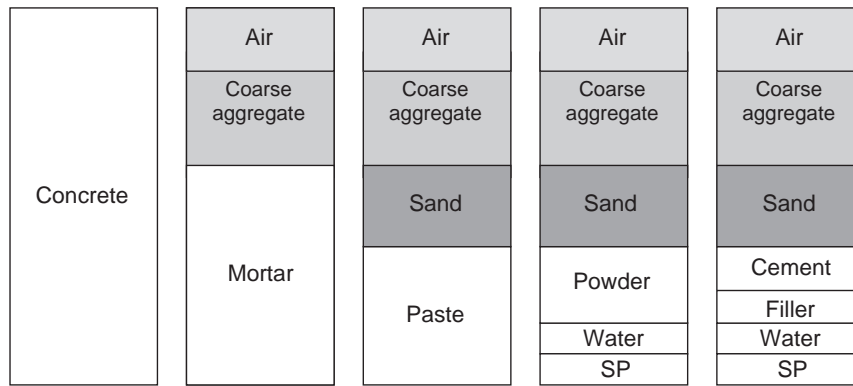 Concrete
Air
Coarse
aggregate
Mortar
Air
Coarse
aggregate
Sand
Paste
Air
Coarse
aggregate
Sand
Powder
Water
SP
Air
Coarse
aggregate
Sand
Cement
Filler
Water
SP